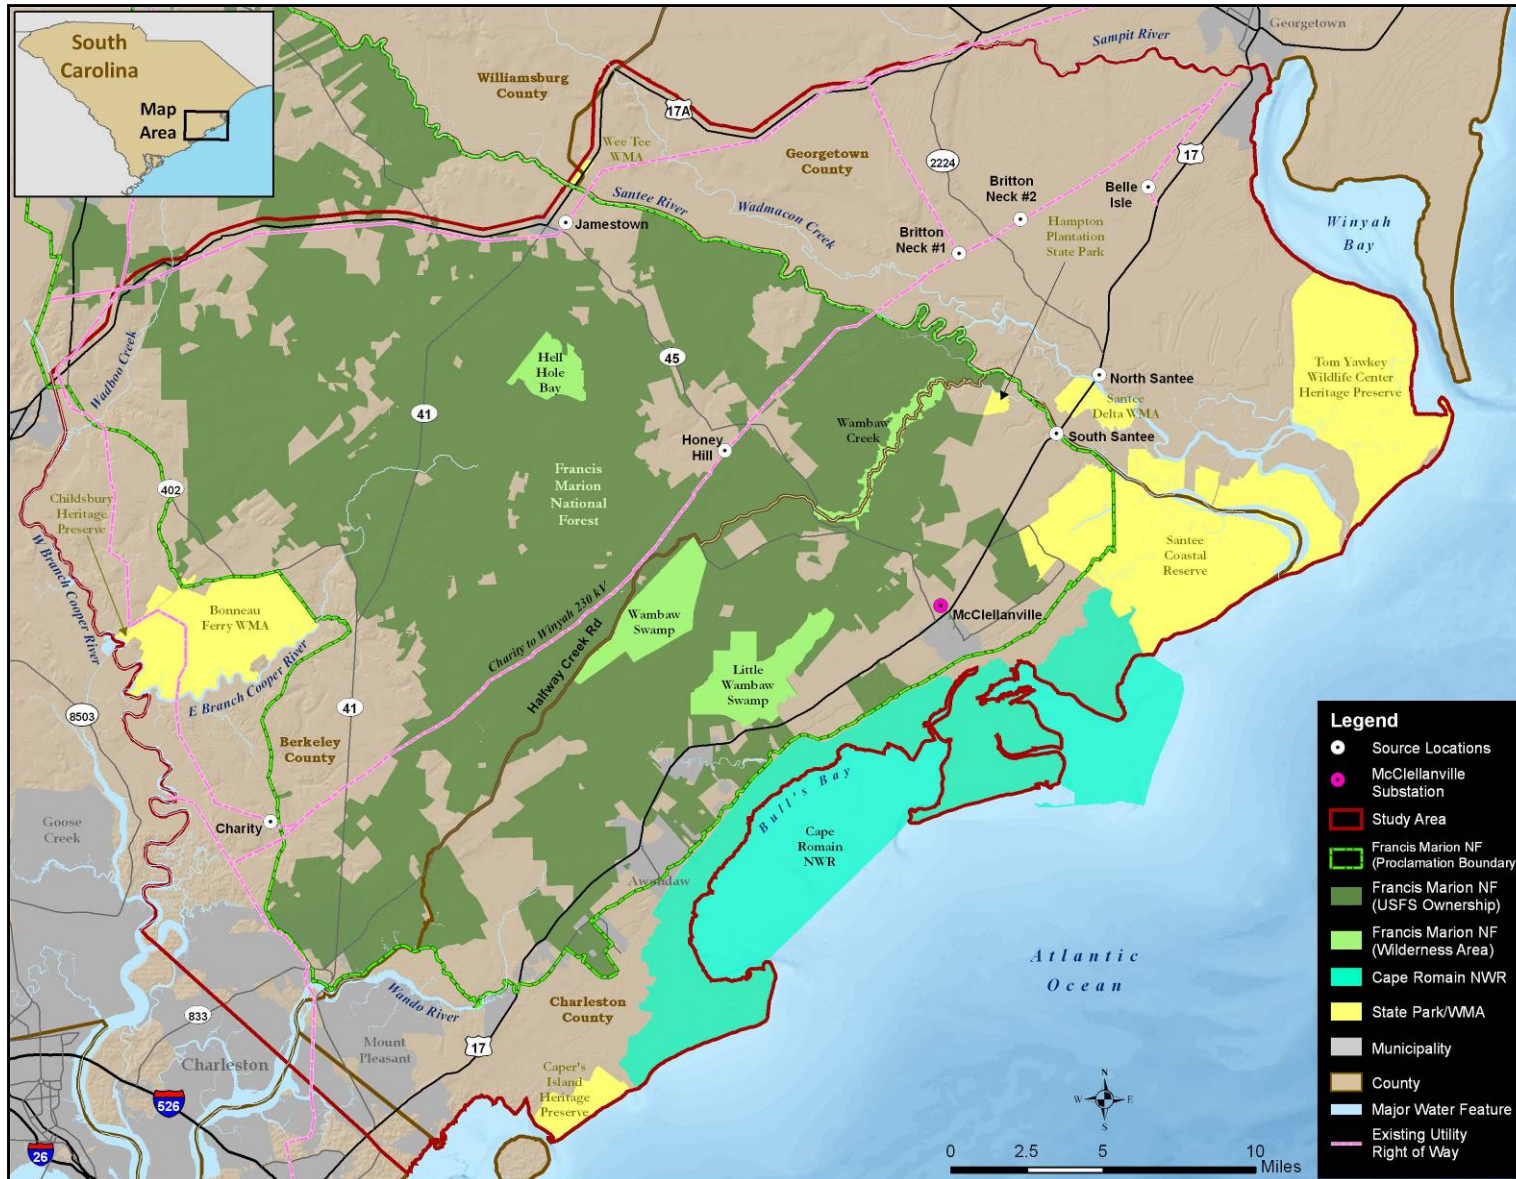 South
Carolina
Map
Area
Georgetown
Sampit River
Williamsburg
County
17A
Wee Tee
WMA
Georgetown
County
2224
17
Britton
Neck #2
Belle
Isle
Santee River
Wadmacon Creek
Hampton
Plantation
State Park
Winyah
Bay
Jamestown
Britton
Neck #1
Wadboo Creek
Hell
Hole
Bay
45
41
North Santee
Tom Yawkey
Wildlife Center
Heritage Preserve
Santee
Delta WMA
Wambaw
Creek
South Santee
Honey
Hill
Francis
Marion
National
Forest
402
Childsbury
Heritage
Preserve
W Branch Cooper River
Santee
Coastal
Reserve
Bonneau
Ferry WMA
Charity to Winyah 230 kV
Halfway Creek Rd
Wambaw
Swamp
McClellanville
E Branch Cooper River
Little
Wambaw
Swamp
8503
41
Berkeley
County
Bull's Bay
Goose
Creek
Charity
Cape
Romain
NWR
Awendaw
Atlantic
Ocean
Wando River
Charleston
County
833
Mount
Pleasant
17
Charleston
Caper's
Island
Heritage
Preserve
526
26
N
W
E
S
0
2.5
5
10
Miles
Legend
Source Locations
McClellanville
Substation
Study Area
Francis Marion NF
(Proclamation Boundary
Francis Marion NF
(USFS Ownership)
Francis Marion NF
(Wilderness Area)
Cape Romain NWR
State Park/WMA
Municipality
County
Major Water Feature
Existing Utility
Right of Way